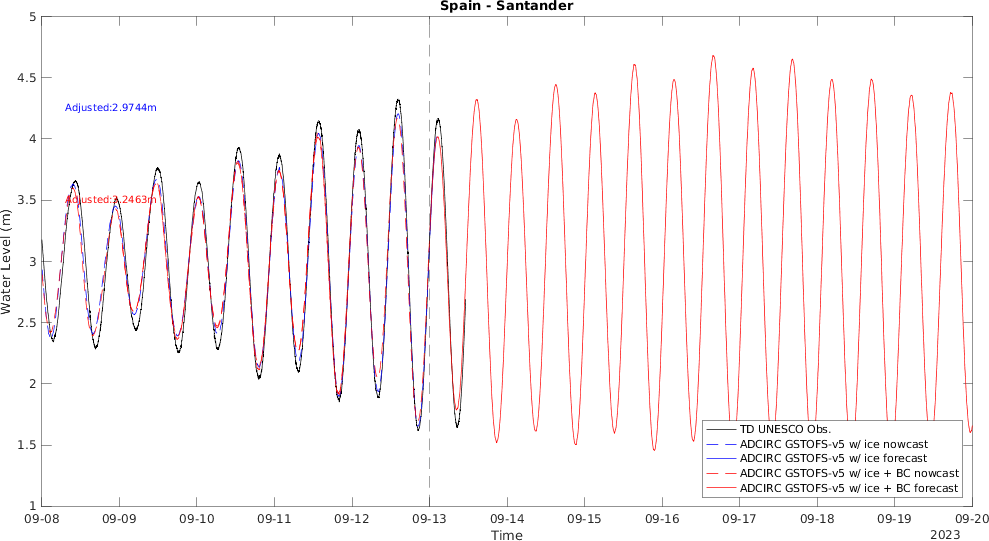 Spain - Santander
5
4.5
4
3.5
3
2.5
2
1.5
1
Water Level (m)
Adjusted:2.9744m
Adjusted:3.2463m
TD UNESCO Obs.
ADCIRC GSTOFS-v5 w/ ice nowcast
ADCIRC GSTOFS-v5 w/ ice forecast
ADCIRC GSTOFS-v5 w/ ice + BC nowcast
ADCIRC GSTOFS-v5 w/ ice + BC forecast
09-08 09-09 09-10 09-11 09-12 09-13 09-14 09-15 09-16 09-17 09-18 09-19 09-20
Time
2023